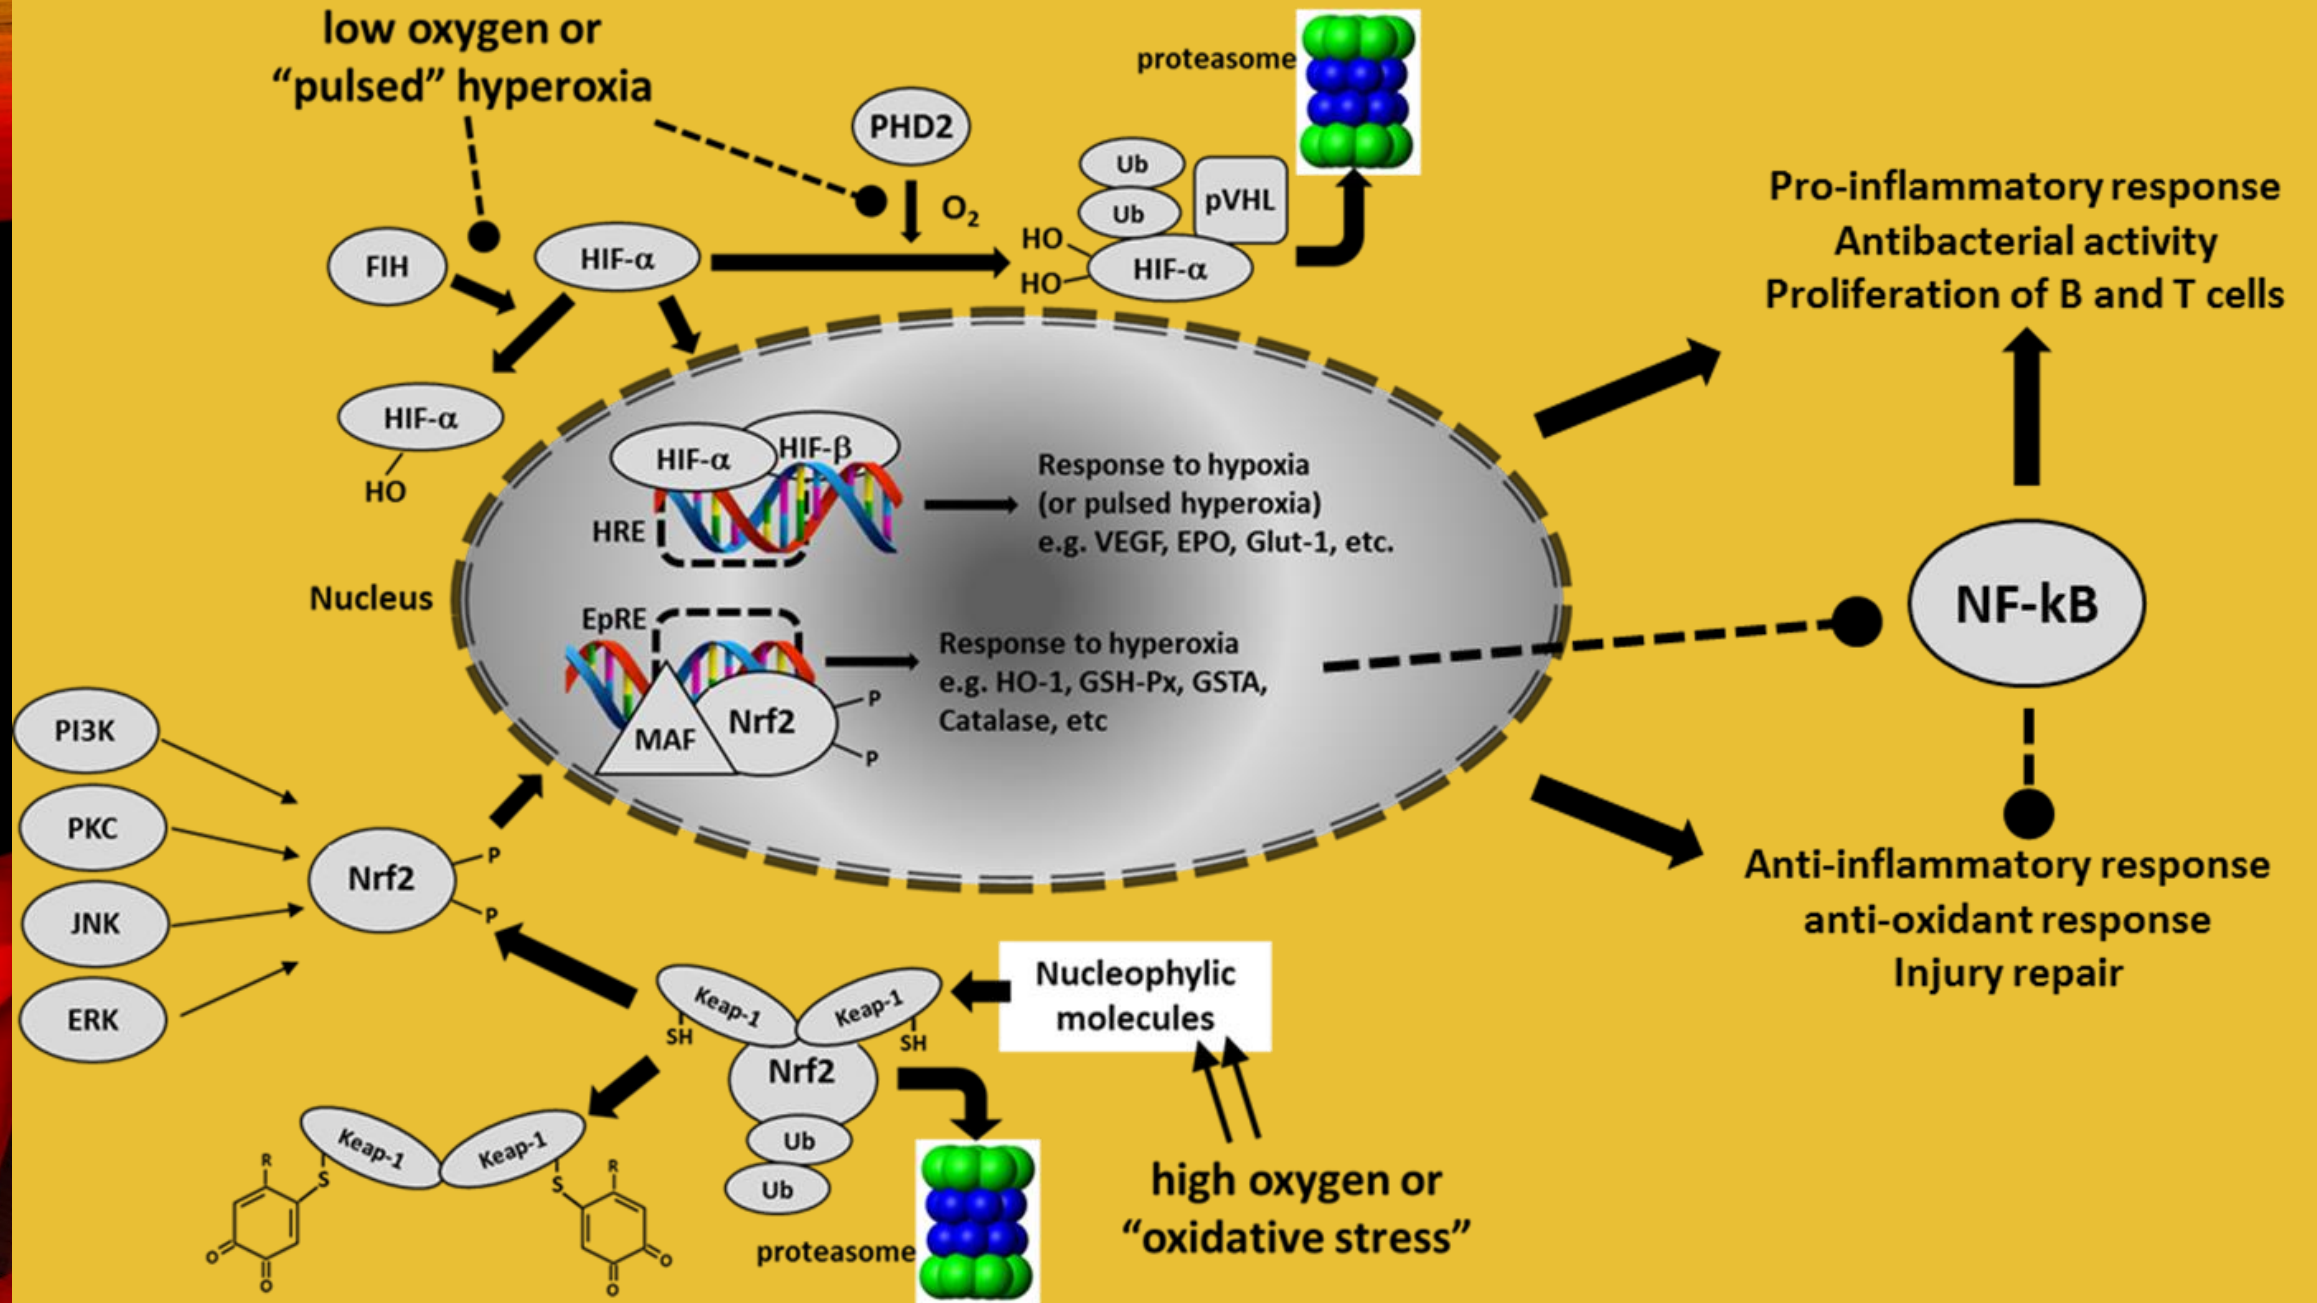 low oxygen or
“pulsed” hyperoxia
proteasome
PHD2
O₂
Ub
Ub
pVHL
HO
HO
HIF-α
FIH
HIF-α
HIF-α
HO
Pro-inflammatory response
Antibacterial activity
Proliferation of B and T cells
HIF-α
HIF-β
HRE
Response to hypoxia
(or pulsed hyperoxia)
e.g. VEGF, EPO, Glut-1, etc.
Nucleus
EpRE
MAF
Nrf2
P
P
Response to hyperoxia
e.g. HO-1, GSH-Px, GSTA,
Catalase, etc
NF-kB
PI3K
PKC
JNK
ERK
Nrf2
P
P
Anti-inflammatory response
anti-oxidant response
Injury repair
Keap-1
Keap-1
SH
SH
Nrf2
Ub
Ub
Nucleophylic
molecules
Keap-1
Keap-1
R
S
O
O
R
S
O
O
proteasome
high oxygen or
“oxidative stress”